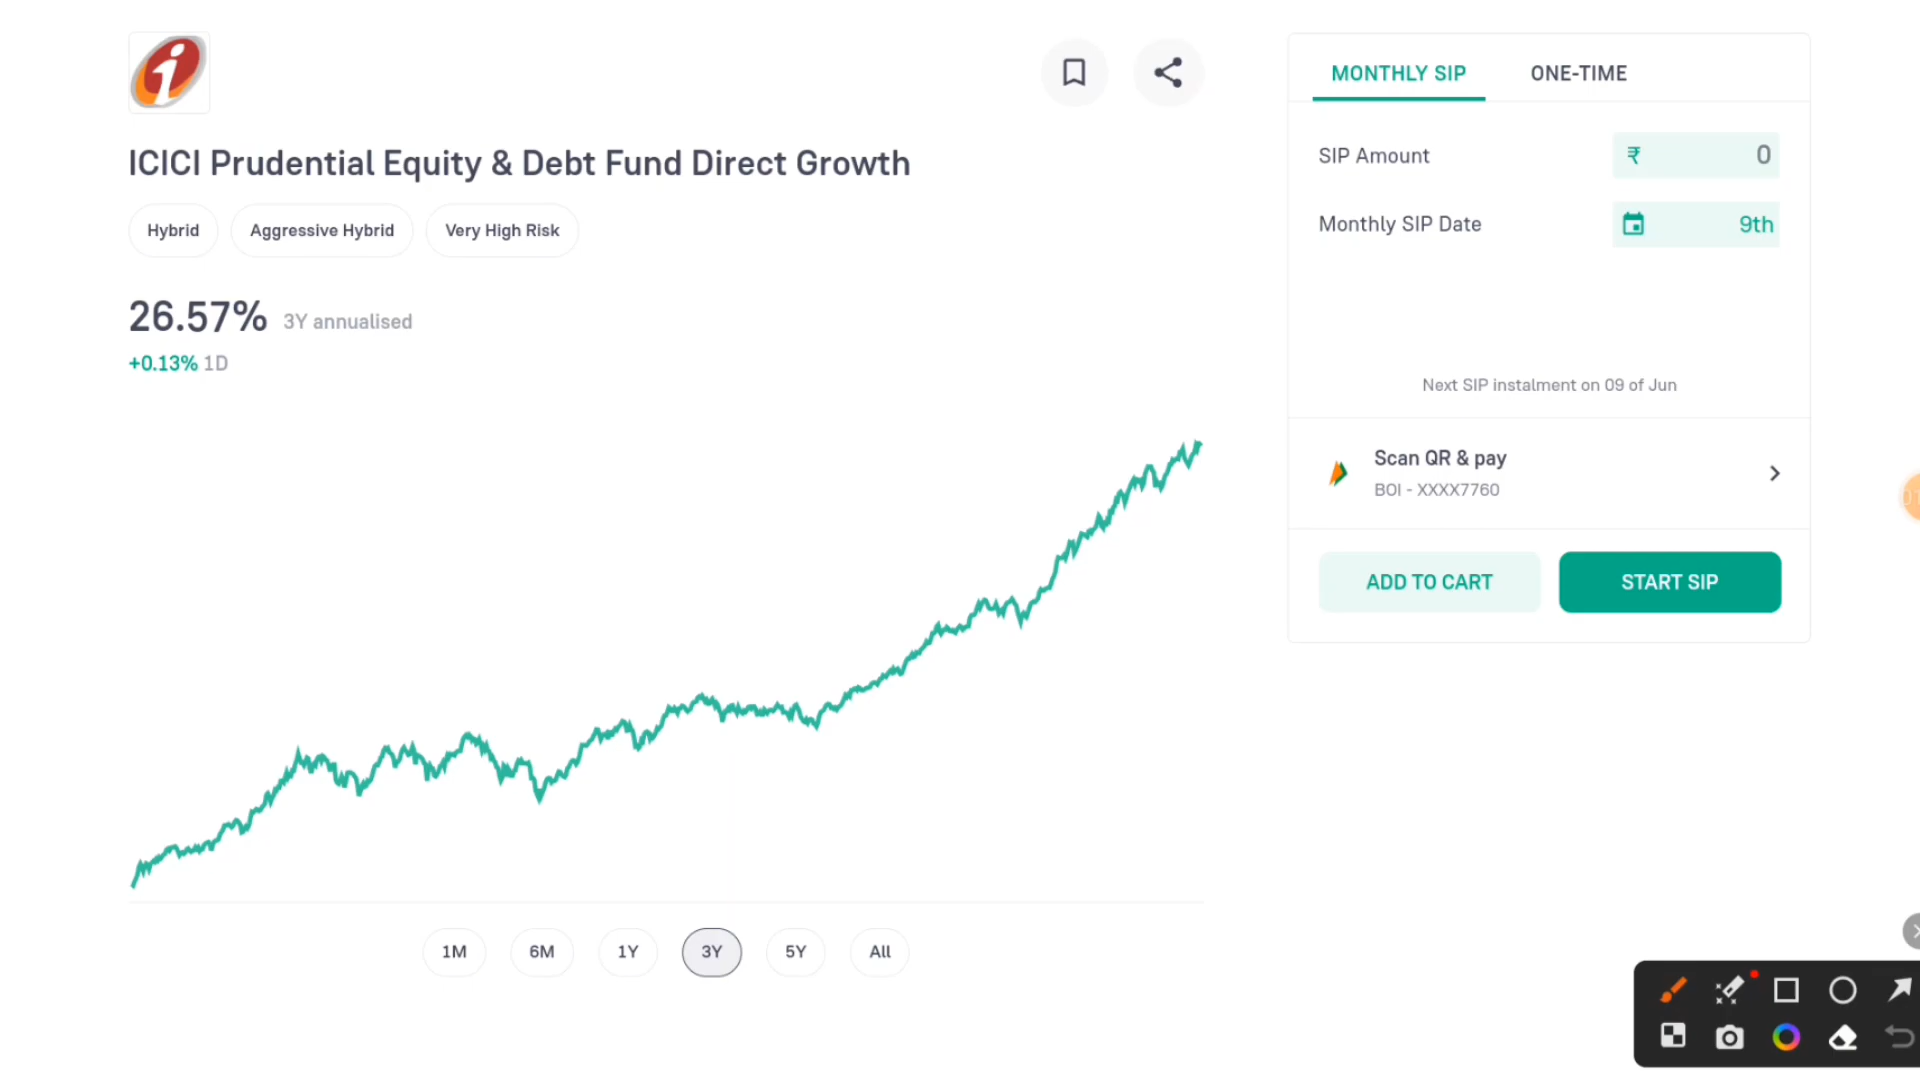 ICICI Prudential Equity & Debt Fund Direct Growth
Hybrid
Aggressive Hybrid
Very High Risk
26.57% 3Y annualised
+0.13% 1D
1M
6M
1Y
3Y
5Y
All
MONTHLY SIP
ONE-TIME
SIP Amount
₹ 0
Monthly SIP Date
9th
Next SIP instalment on 09 of Jun
Scan QR & pay
BOI - XXXX7760
ADD TO CART
START SIP